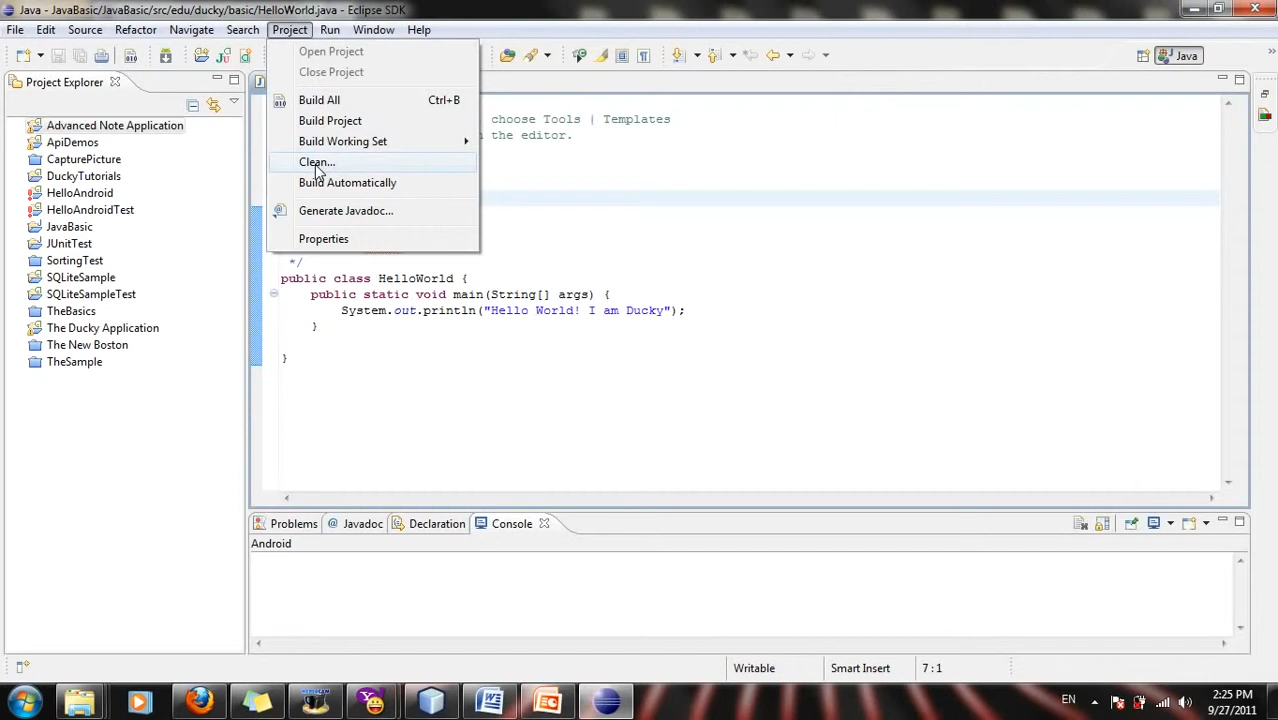 Java - JavaBasic/JavaBasic/src/edu/ducky/basic/HelloWorld.java - Eclipse SDK
File Edit Source Refactor Navigate Search Project Run Window Help
Java
Project Explorer
Open Project
Close Project
Build All Ctrl+B
Build Project
Build Working Set
Clean...
Build Automatically
Generate Javadoc...
Properties
Advanced Note Application
ApiDemos
CapturePicture
DuckyTutorials
HelloAndroid
HelloAndroidTest
JavaBasic
JUnitTest
SortingTest
SQLiteSample
SQLiteSampleTest
TheBasics
The Ducky Application
The New Boston
TheSample
choose Tools | Templates
the editor.
*/
public class HelloWorld {
public static void main(String[] args) {
System.out.println("Hello World! I am Ducky");
}
}
Problems @ Javadoc Declaration Console
Android
Writable Smart Insert 7 : 1
EN
2:25 PM
9/27/2011